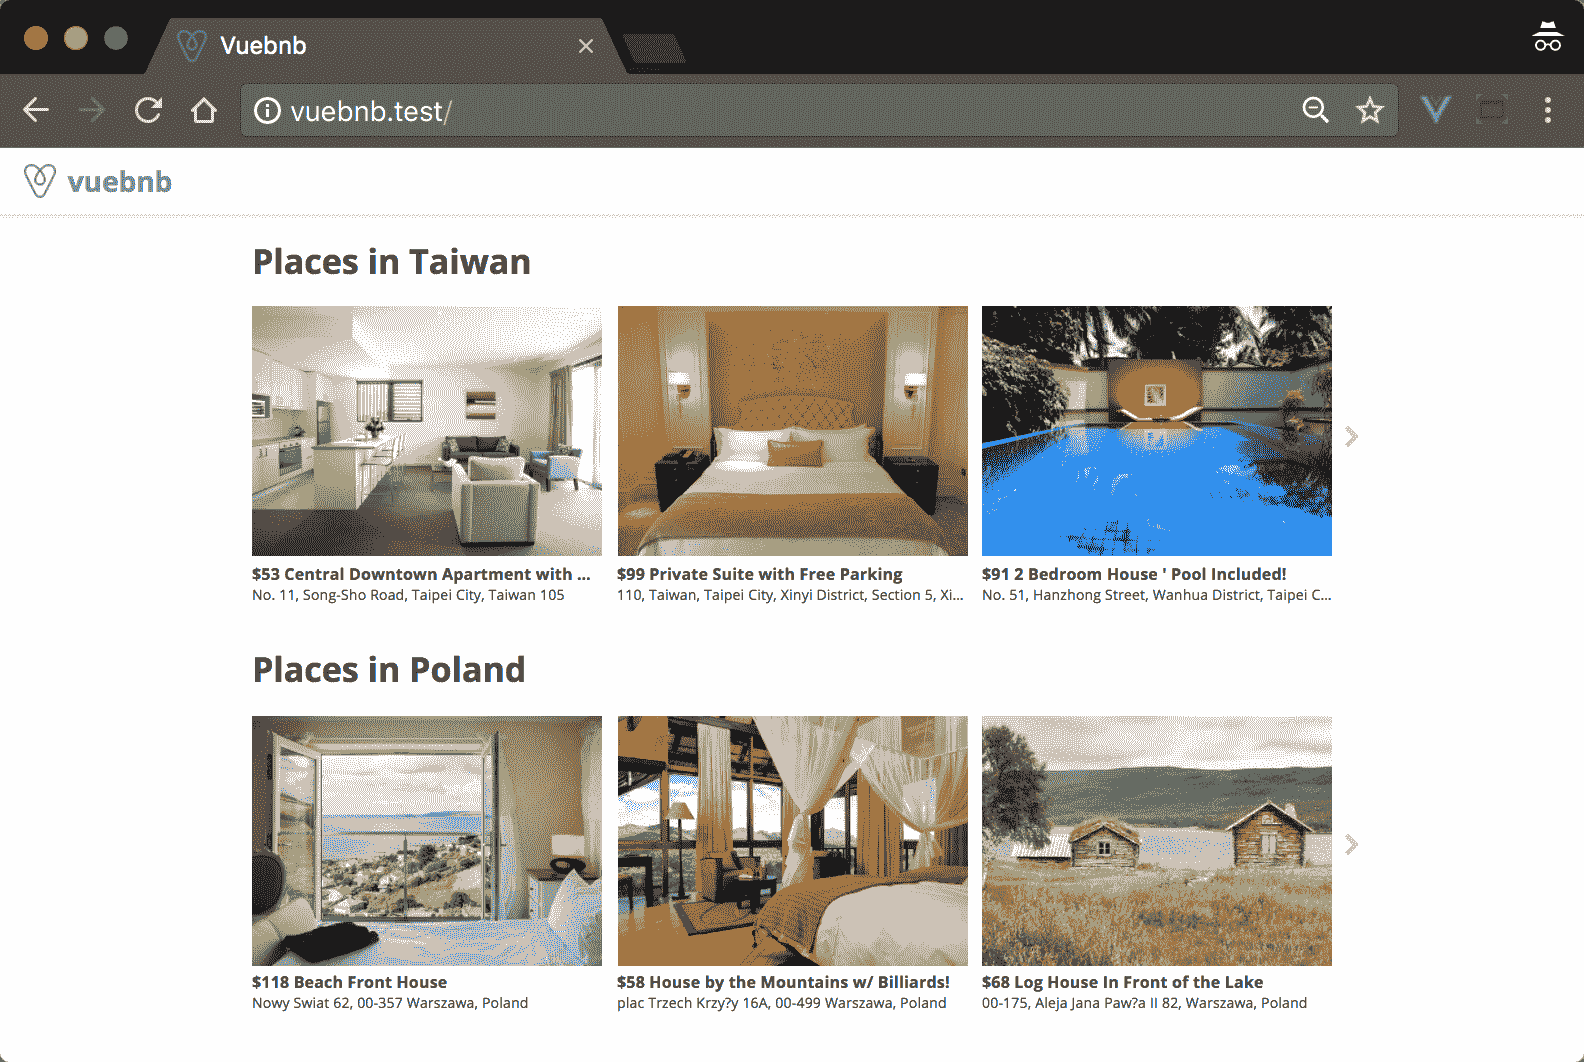 Vuebnb
vuebnb.test/
vuebnb
Places in Taiwan
$53 Central Downtown Apartment with ...
No. 11, Song-Sho Road, Taipei City, Taiwan 105
$99 Private Suite with Free Parking
110, Taiwan, Taipei City, Xinyi District, Section 5, Xi...
$91 2 Bedroom House ' Pool Included!
No. 51, Hanzhong Street, Wanhua District, Taipei C...
Places in Poland
$118 Beach Front House
Nowy Swiat 62, 00-357 Warszawa, Poland
$58 House by the Mountains w/ Billiards!
plac Trzech Krzy?y 16A, 00-499 Warszawa, Poland
$68 Log House In Front of the Lake
00-175, Aleja Jana Paw?a II 82, Warszawa, Poland